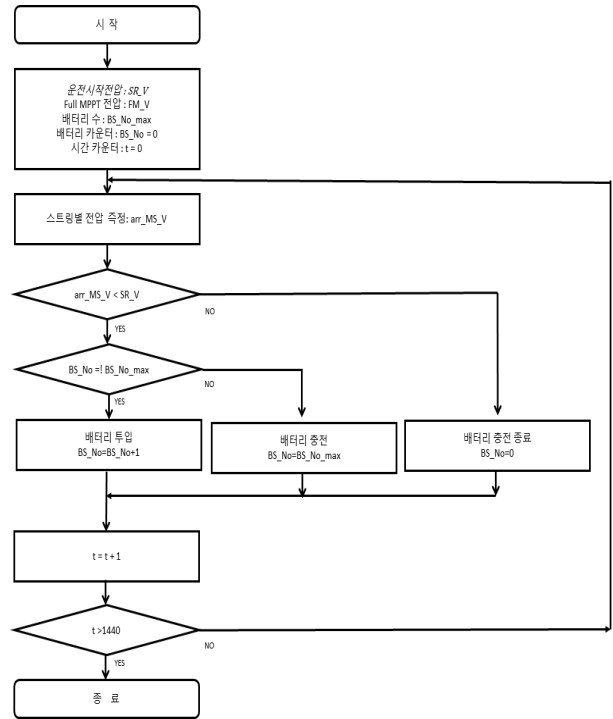 시 작
운전시작전압 : SR_V
Full MPPT 전압 : FM_V
배터리 수 : BS_No_max
배터리 카운터 : BS_No = 0
시간 카운터 : t = 0
스트링별 전압 측정: arr_MS_V
arr_MS_V < SR_V
NO
YES
BS_No =! BS_No_max
NO
YES
배터리 투입
BS_No=BS_No+1
배터리 충전
BS_No=BS_No_max
배터리 충전 종료
BS_No=0
t = t + 1
t >1440
NO
YES
종 료